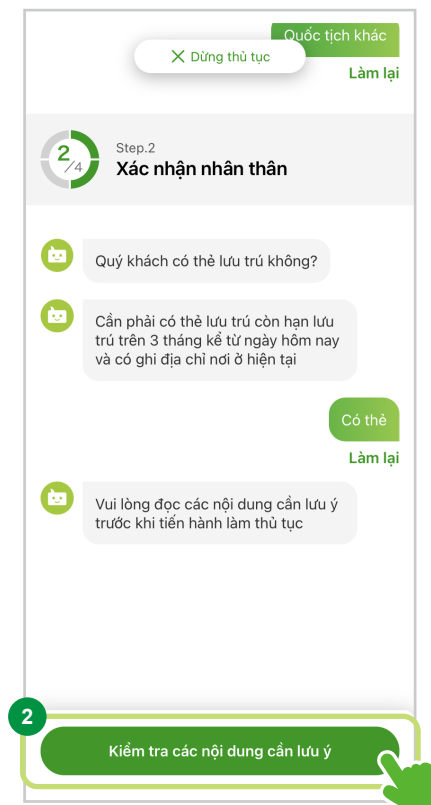 Quốc tịch khác
Dừng thủ tục
Làm lại
2/4
Step.2
Xác nhận nhân thân
Quý khách có thẻ lưu trú không?
Cần phải có thẻ lưu trú còn hạn lưu
trú trên 3 tháng kể từ ngày hôm nay
và có ghi địa chỉ nơi ở hiện tại
Có thẻ
Làm lại
Vui lòng đọc các nội dung cần lưu ý
trước khi tiến hành làm thủ tục
2
Kiểm tra các nội dung cần lưu ý